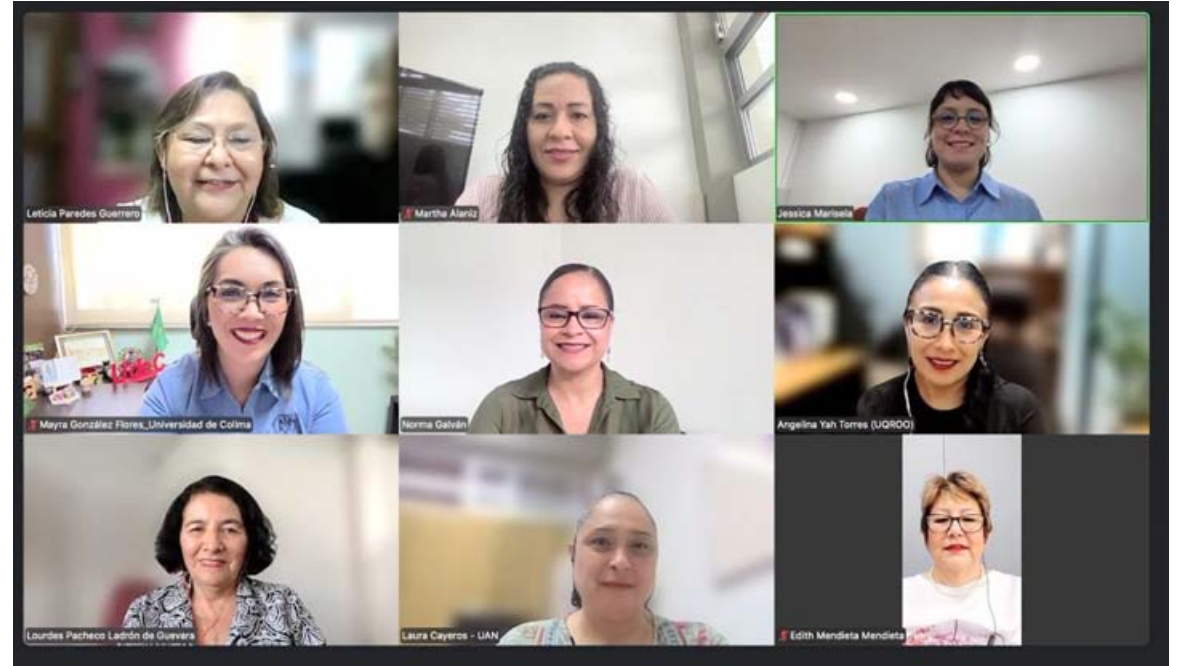 Leticia Paredes Guerrero
Martha Alaniz
Jessica Marisela
UdeC
Mayra González Flores_Universidad de Colima
Norma Galván
Angelina Yah Torres (UQROO)
Lourdes Pacheco Ladrón de Guevara
Laura Cayeros - UAN
Edith Mendieta Mendieta